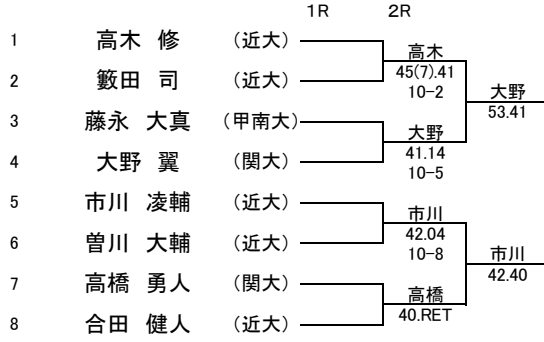 1R 2R
1 高木 修 (近大)
高木
2 籔田 司 (近大)
45(7).41
10-2
大野
53.41
3 藤永 大真 (甲南大)
大野
4 大野 翼 (関大)
41.14
10-5
5 市川 凌輔 (近大)
市川
6 曽川 大輔 (近大)
42.04
10-8
市川
42.40
7 高橋 勇人 (関大)
高橋
8 合田 健人 (近大)
40.RET